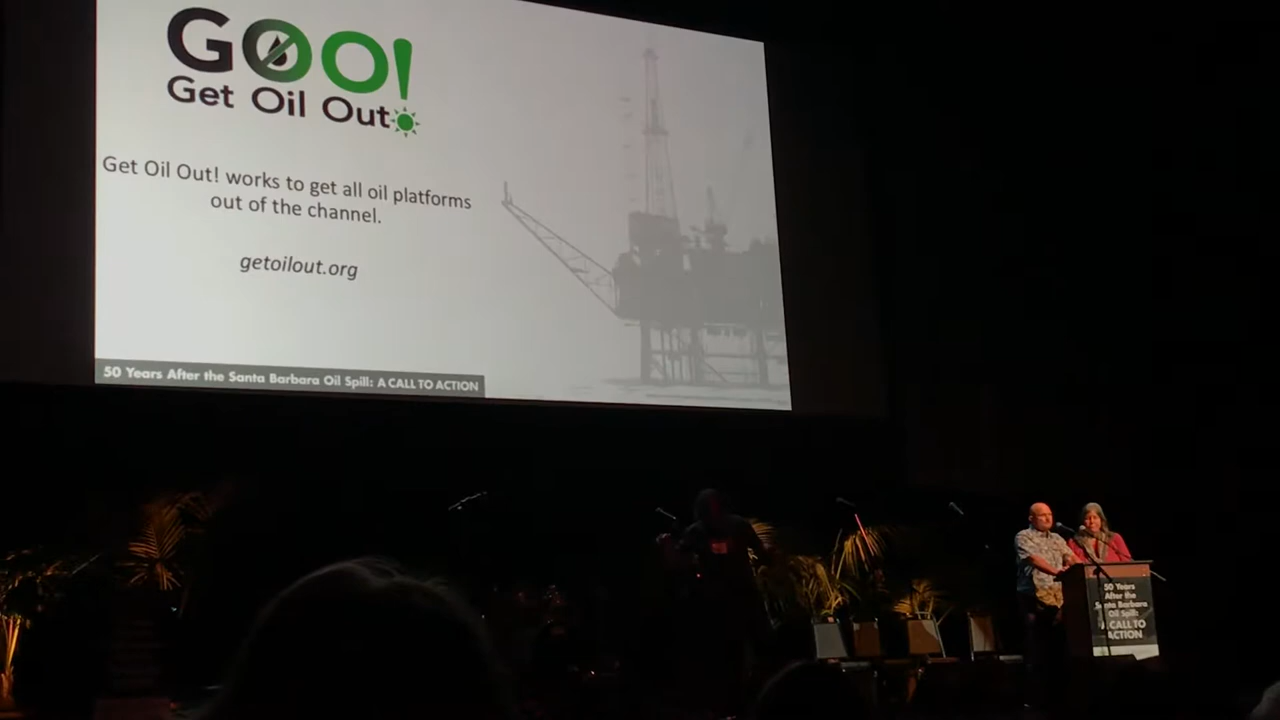 GOO!
Get Oil Out
Get Oil Out! works to get all oil platforms
out of the channel.
getoilout.org
50 Years After the Santa Barbara Oil Spill: A CALL TO ACTION
50 Years
After the
Santa Barbara
Oil Spill:
A CALL TO
ACTION